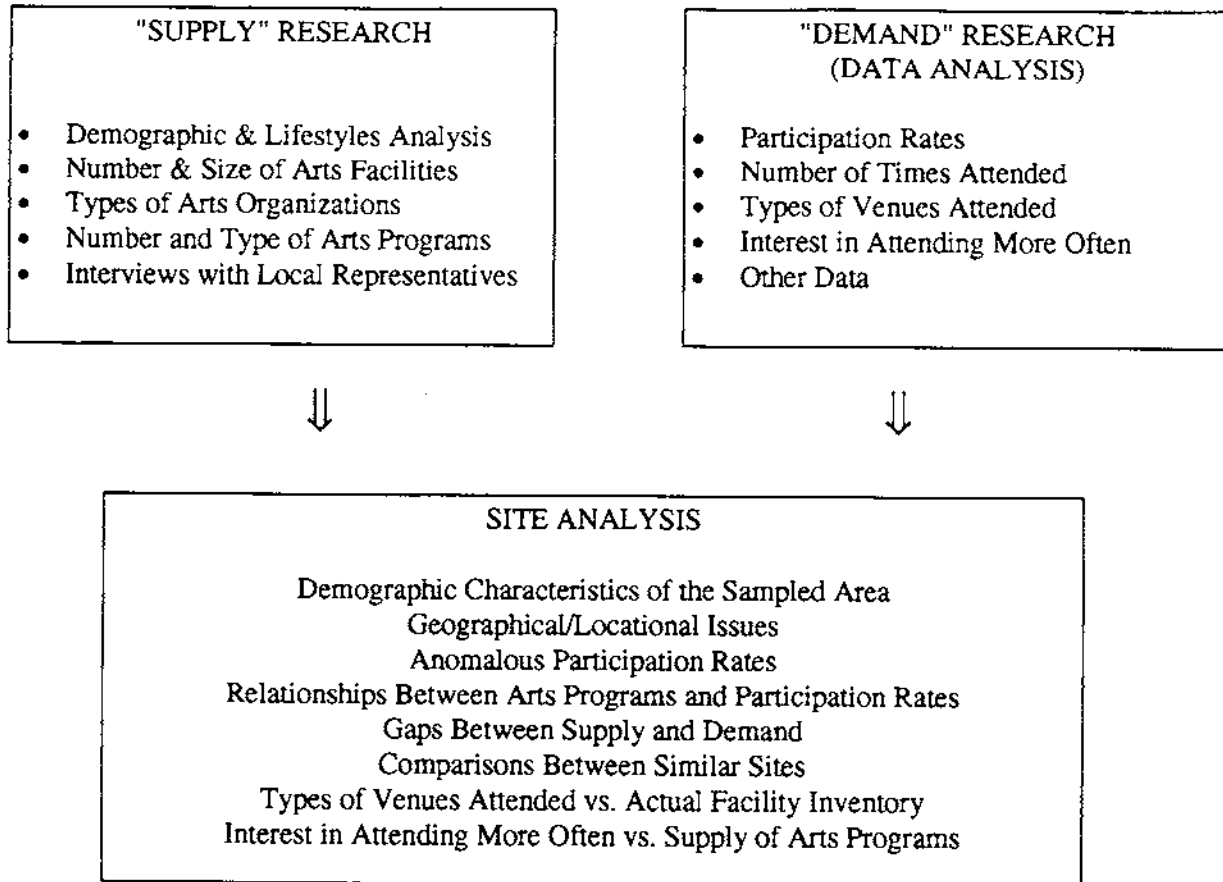 "SUPPLY" RESEARCH
• Demographic & Lifestyles Analysis
• Number & Size of Arts Facilities
• Types of Arts Organizations
• Number and Type of Arts Programs
• Interviews with Local Representatives
"DEMAND" RESEARCH
(DATA ANALYSIS)
• Participation Rates
• Number of Times Attended
• Types of Venues Attended
• Interest in Attending More Often
• Other Data
⇓ ⇓
SITE ANALYSIS
Demographic Characteristics of the Sampled Area
Geographical/Locational Issues
Anomalous Participation Rates
Relationships Between Arts Programs and Participation Rates
Gaps Between Supply and Demand
Comparisons Between Similar Sites
Types of Venues Attended vs. Actual Facility Inventory
Interest in Attending More Often vs. Supply of Arts Programs